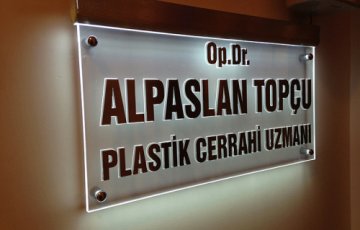 Op.Dr.
ALPASLAN TOPÇU
PLASTİK CERRAHİ UZMANI